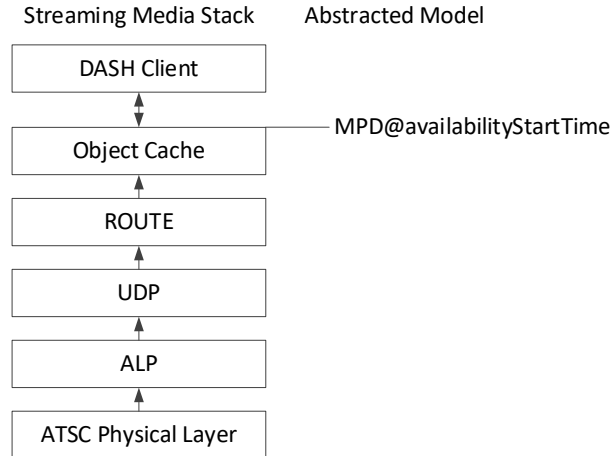 Streaming Media Stack Abstracted Model
DASH Client
MPD@availabilityStartTime
Object Cache
ROUTE
UDP
ALP
ATSC Physical Layer